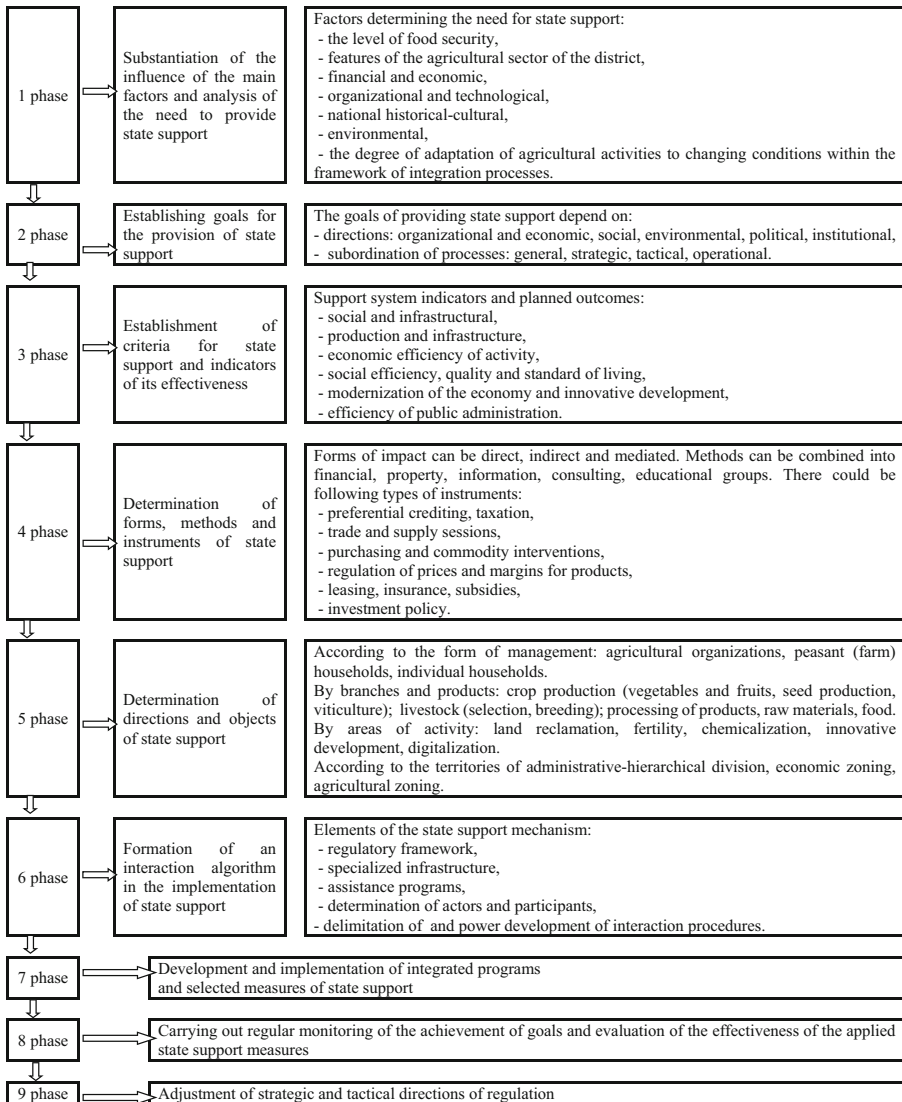 1 phase
Substantiation of the
influence of the main
factors and analysis of
the need to provide
state support
Factors determining the need for state support:
- the level of food security,
- features of the agricultural sector of the district,
- financial and economic,
- organizational and technological,
- national historical-cultural,
- environmental,
- the degree of adaptation of agricultural activities to changing conditions within the
framework of integration processes.
2 phase
Establishing goals for
the provision of state
support
The goals of providing state support depend on:
- directions: organizational and economic, social, environmental, political, institutional,
- subordination of processes: general, strategic, tactical, operational.
3 phase
Establishment of
criteria for state
support and indicators
of its effectiveness
Support system indicators and planned outcomes:
- social and infrastructural,
- production and infrastructure,
- economic efficiency of activity,
- social efficiency, quality and standard of living,
- modernization of the economy and innovative development,
- efficiency of public administration.
4 phase
Determination of
forms, methods and
instruments of state
support
Forms of impact can be direct, indirect and mediated. Methods can be combined into
financial, property, information, consulting, educational groups. There could be
following types of instruments:
- preferential crediting, taxation,
- trade and supply sessions,
- purchasing and commodity interventions,
- regulation of prices and margins for products,
- leasing, insurance, subsidies,
- investment policy.
5 phase
Determination of
directions and objects
of state support
According to the form of management: agricultural organizations, peasant (farm)
households, individual households.
By branches and products: crop production (vegetables and fruits, seed production,
viticulture); livestock (selection, breeding); processing of products, raw materials, food.
By areas of activity: land reclamation, fertility, chemicalization, innovative
development, digitalization.
According to the territories of administrative-hierarchical division, economic zoning,
agricultural zoning.
6 phase
Formation of an
interaction algorithm
in the implementation
of state support
Elements of the state support mechanism:
- regulatory framework,
- specialized infrastructure,
- assistance programs,
- determination of actors and participants,
- delimitation of and power development of interaction procedures.
7 phase
Development and implementation of integrated programs
and selected measures of state support
8 phase
Carrying out regular monitoring of the achievement of goals and evaluation of the effectiveness of the applied
state support measures
9 phase
Adjustment of strategic and tactical directions of regulation